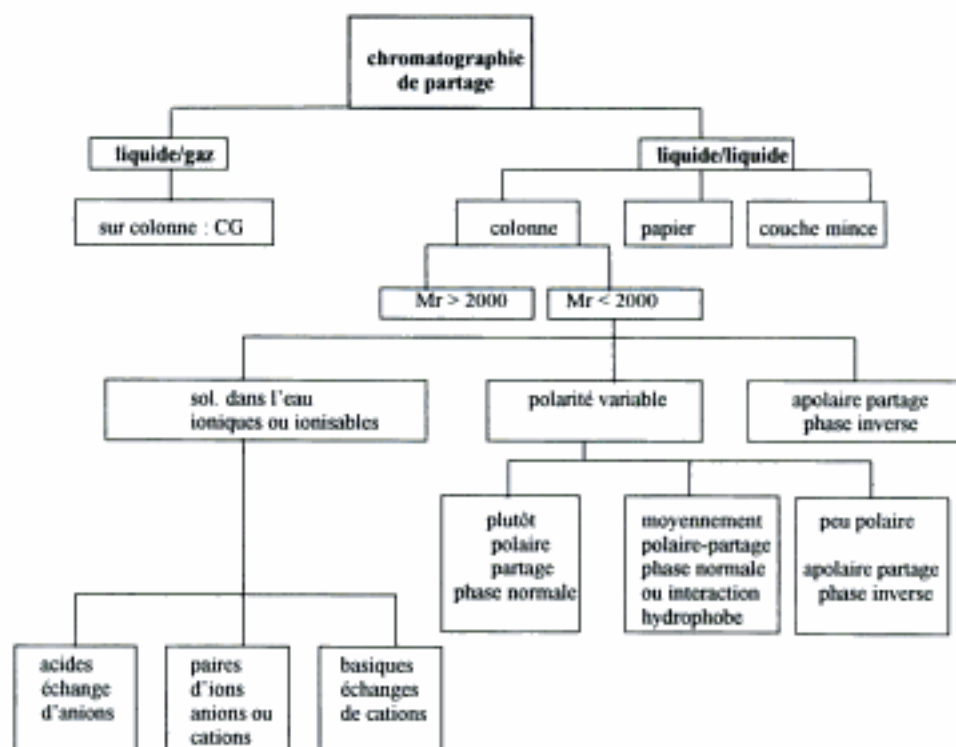 chromatographie
de partage
liquide/gaz
liquide/liquide
sur colonne : CG
colonne
papier
couche mince
Mr > 2000
Mr < 2000
sol. dans l'eau
ioniques ou ionisables
polarité variable
apolaire partage
phase inverse
plutôt
polaire
partage
phase normale
moyennement
polaire-partage
phase normale
ou interaction
hydrophobe
peu polaire
apolaire partage
phase inverse
acides
échange
d'anions
paires
d'ions
anions ou
cations
basiques
échanges
de cations